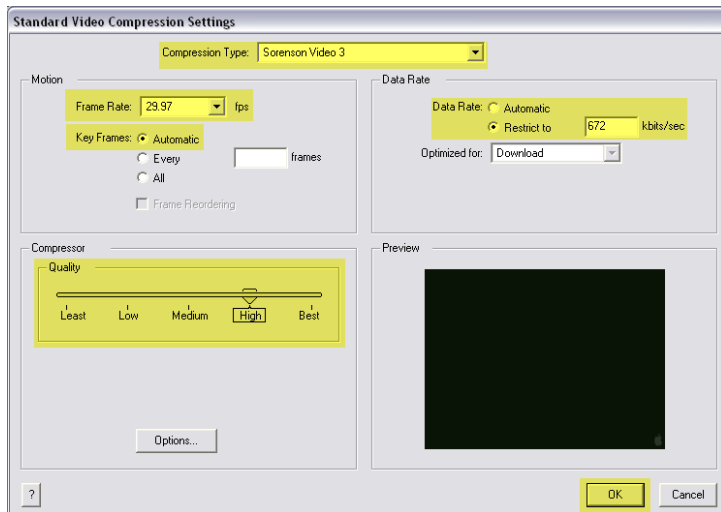 Standard Video Compression Settings
Compression Type: Sorenson Video 3
Motion
Frame Rate: 29.97 fps
Key Frames: Automatic
Every frames
All
Frame Reordering
Data Rate
Data Rate: Automatic
Restrict to 672 kbits/sec
Optimized for: Download
Compressor
Quality
Least Low Medium High Best
Options...
Preview
? OK Cancel